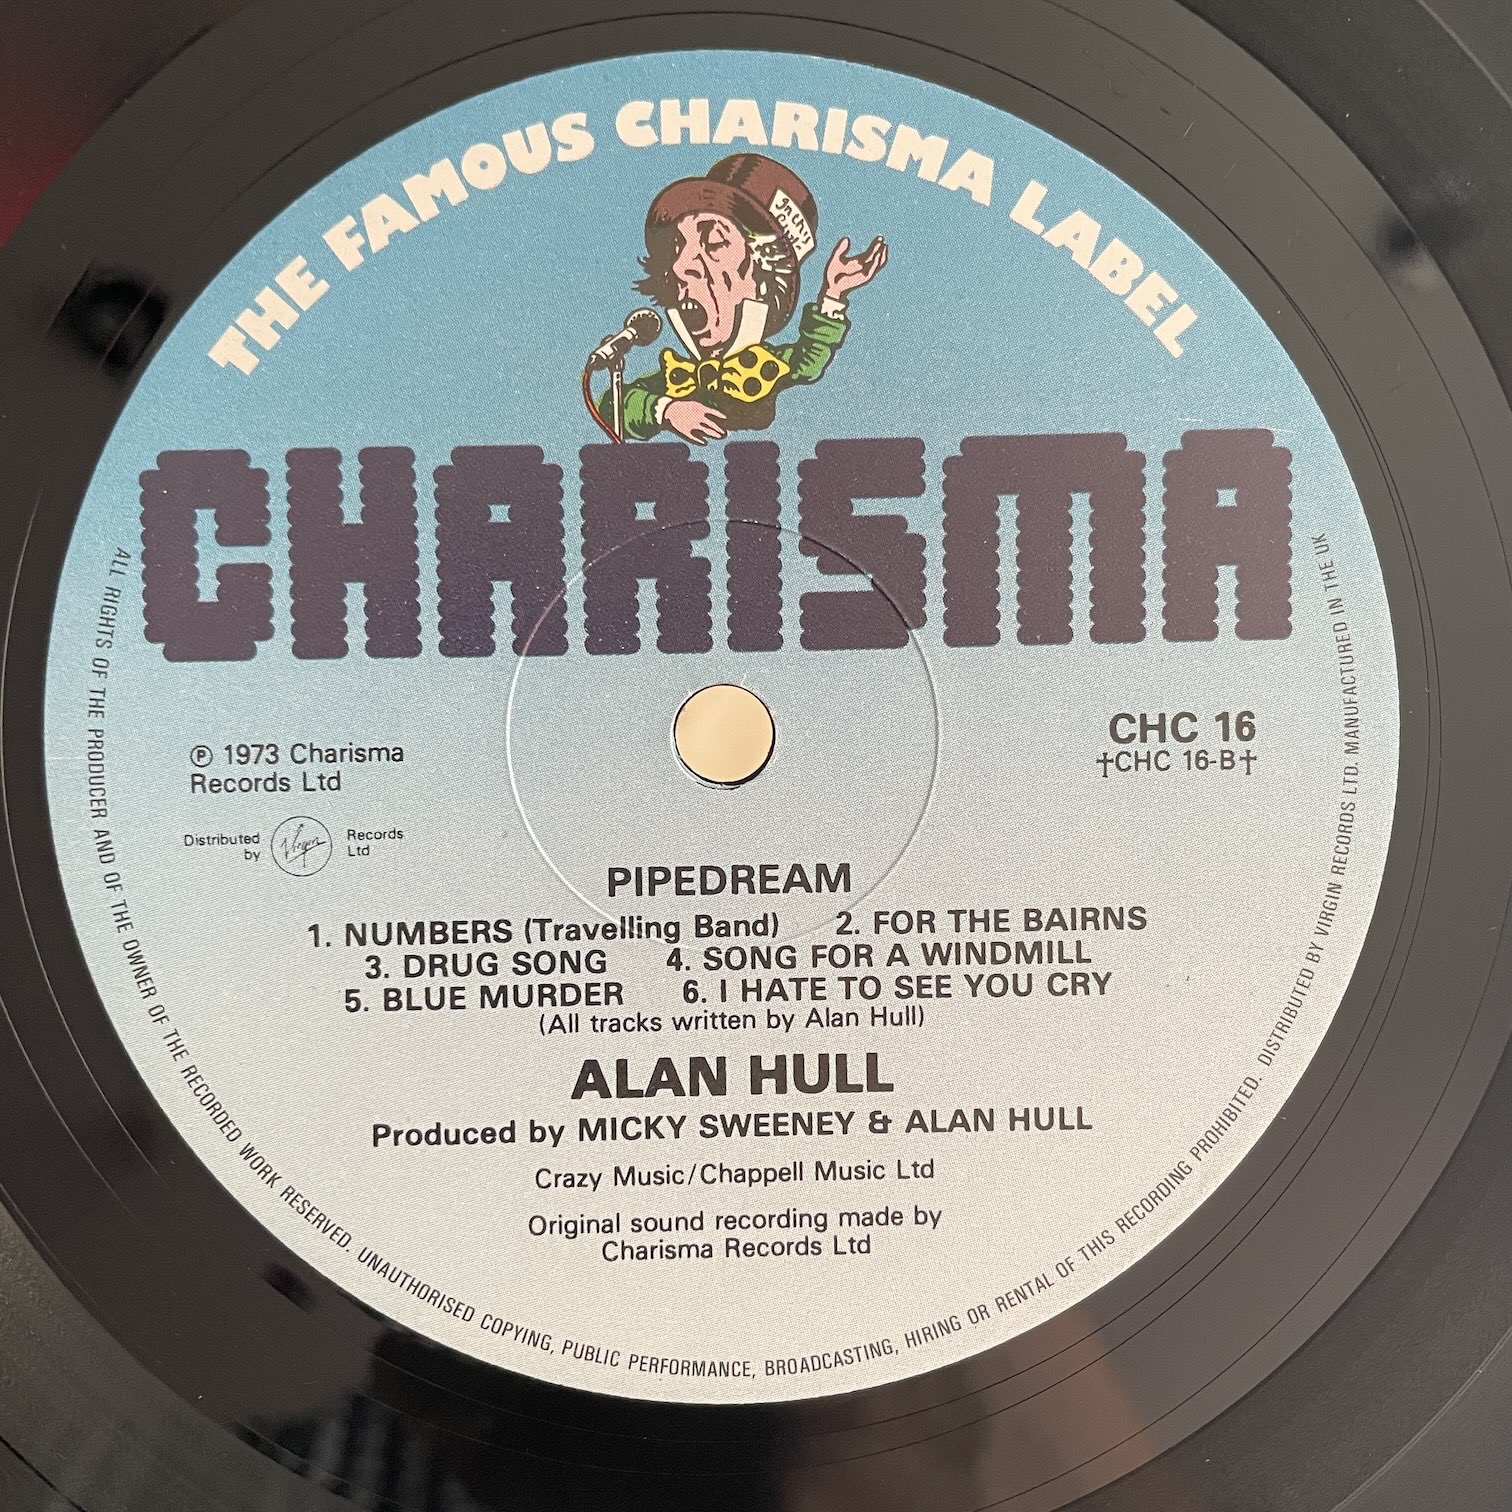 THE FAMOUS CHARISMA LABEL
In this Style
CHARISMA
℗ 1973 Charisma
Records Ltd
Distributed by Virgin Records Ltd
CHC 16
†CHC 16-B†
PIPEDREAM
1. NUMBERS (Travelling Band) 2. FOR THE BAIRNS
3. DRUG SONG 4. SONG FOR A WINDMILL
5. BLUE MURDER 6. I HATE TO SEE YOU CRY
(All tracks written by Alan Hull)
ALAN HULL
Produced by MICKY SWEENEY & ALAN HULL
Crazy Music/Chappell Music Ltd
Original sound recording made by
Charisma Records Ltd
ALL RIGHTS OF THE PRODUCER AND OF THE OWNER OF THE RECORDED WORK RESERVED. UNAUTHORISED COPYING, PUBLIC PERFORMANCE, BROADCASTING, HIRING OR RENTAL OF THIS RECORDING PROHIBITED. DISTRIBUTED BY VIRGIN RECORDS LTD. MANUFACTURED IN THE UK